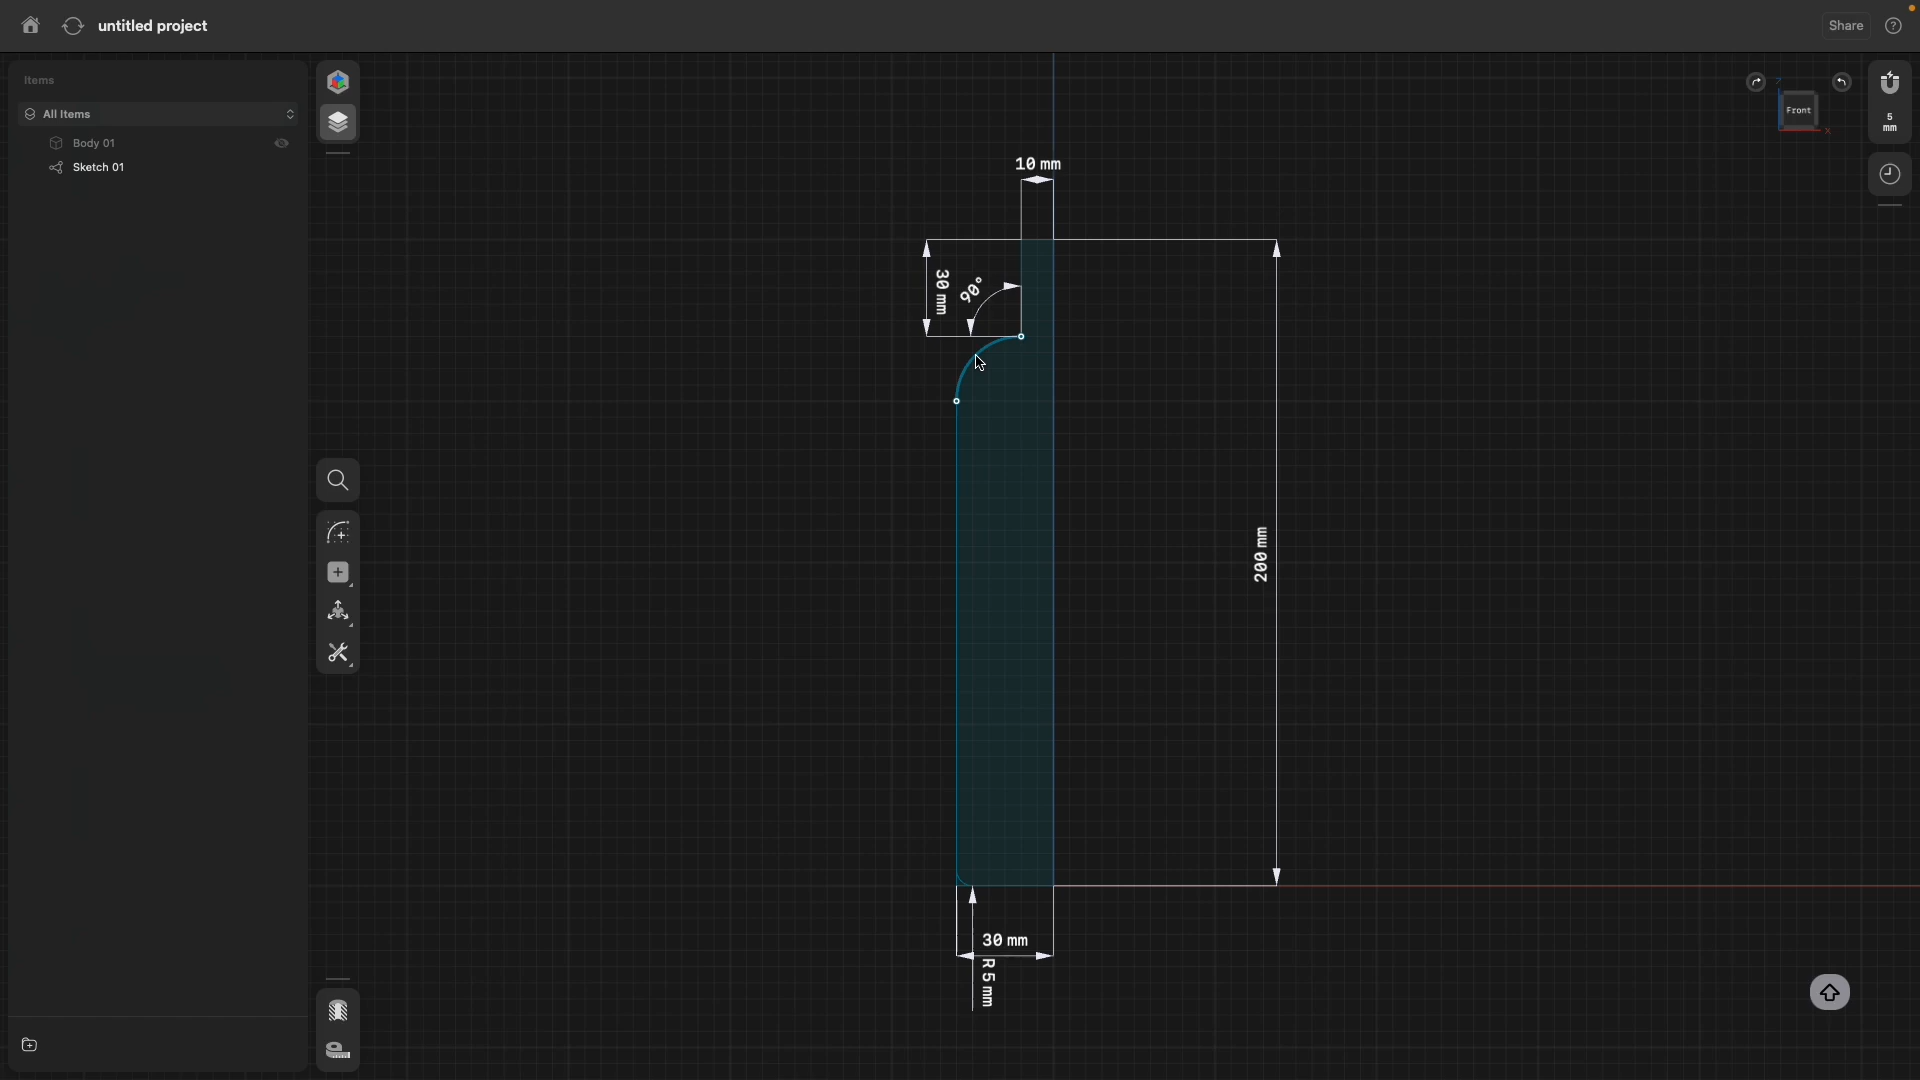 untitled project
Share
Items
All Items
Body 01
Sketch 01
Front
Z
X
5
mm
10 mm
30 mm
90°
200 mm
30 mm
R 5 mm